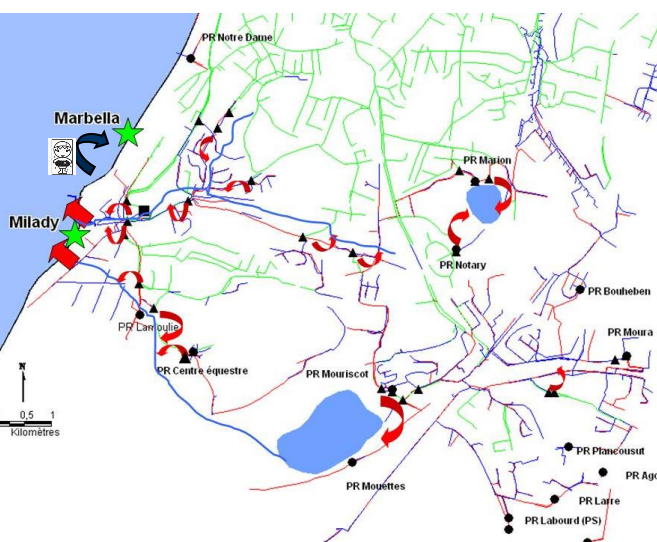 PR Notre Dame
Marbella
PR Marion
Milady
PR Notary
PR Bouheben
PR Lamoulie
PR Moura
PR Centre équestre
PR Mouriscot
N
0,5 1
Kilomètres
PR Plancousut
PR Ago
PR Mouettes
PR Larre
PR Labourd (PS)